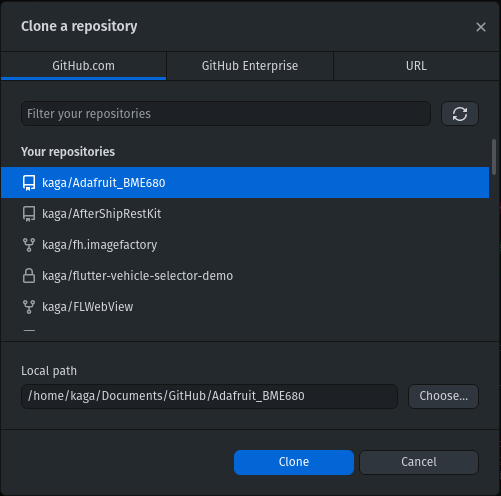 Clone a repository
GitHub.com
GitHub Enterprise
URL
Filter your repositories
Your repositories
kaga/Adafruit_BME680
kaga/AfterShipRestKit
kaga/fh.imagefactory
kaga/flutter-vehicle-selector-demo
kaga/FLWebView
Local path
/home/kaga/Documents/GitHub/Adafruit_BME680
Choose...
Clone
Cancel